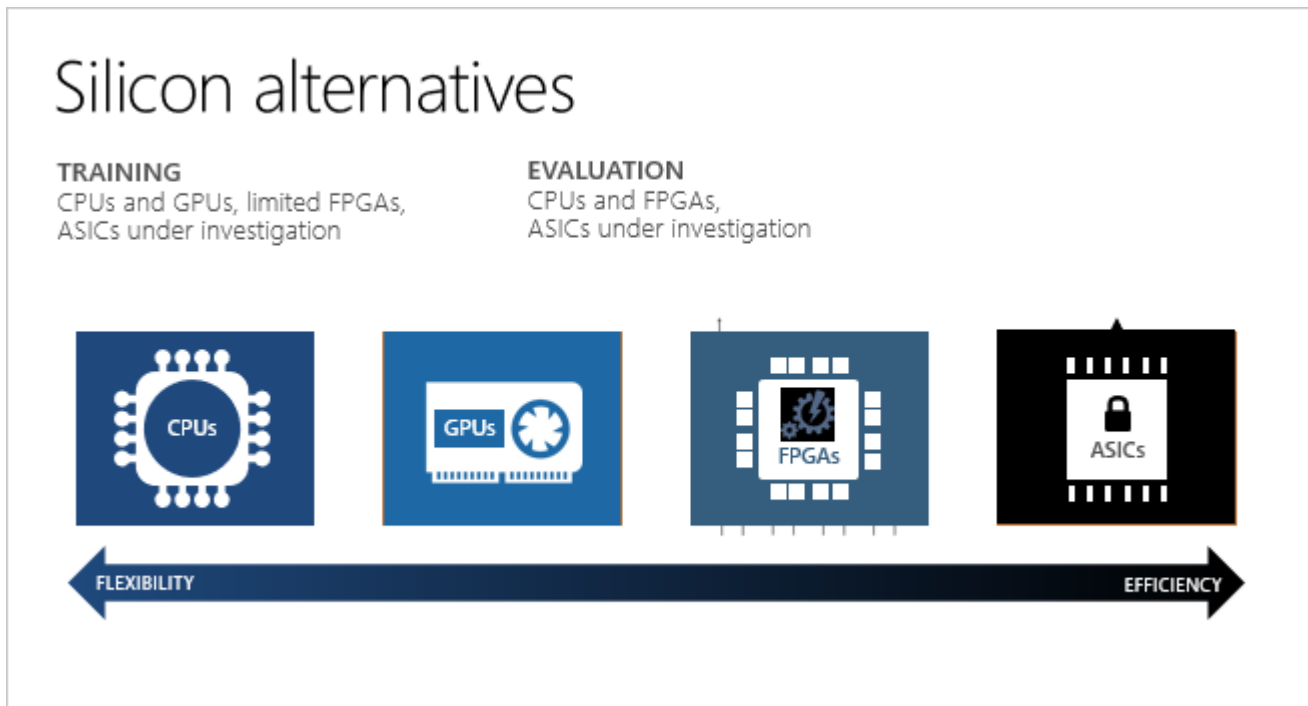 Silicon alternatives
TRAINING
CPUs and GPUs, limited FPGAs,
ASICs under investigation
EVALUATION
CPUs and FPGAs,
ASICs under investigation
CPUs
GPUs
FPGAs
ASICs
FLEXIBILITY
EFFICIENCY